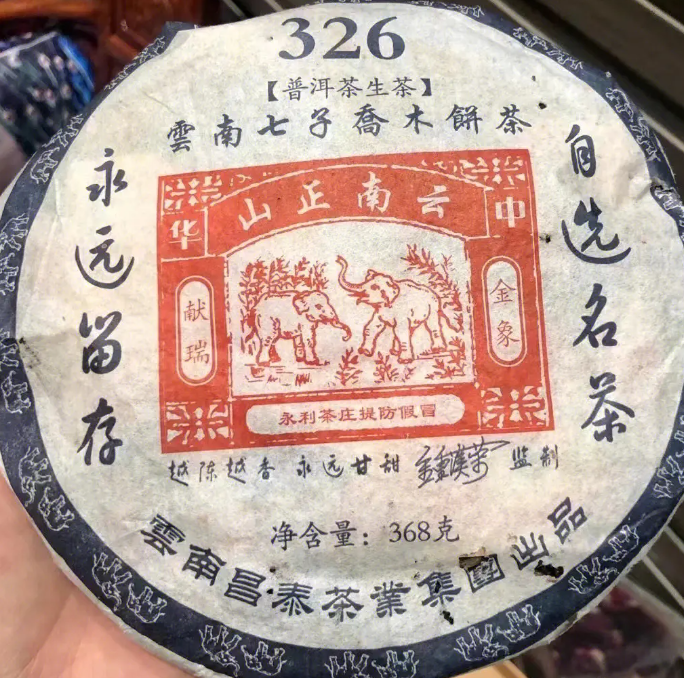 326
【普洱茶生茶】
雲南七子喬木餅茶
自选名茶
永远留存
云南正山
中
华
金象
献瑞
永利茶庄提防假冒
越陈越香 永远甘甜 监制
净含量：368克
雲南昌泰茶業集團出品